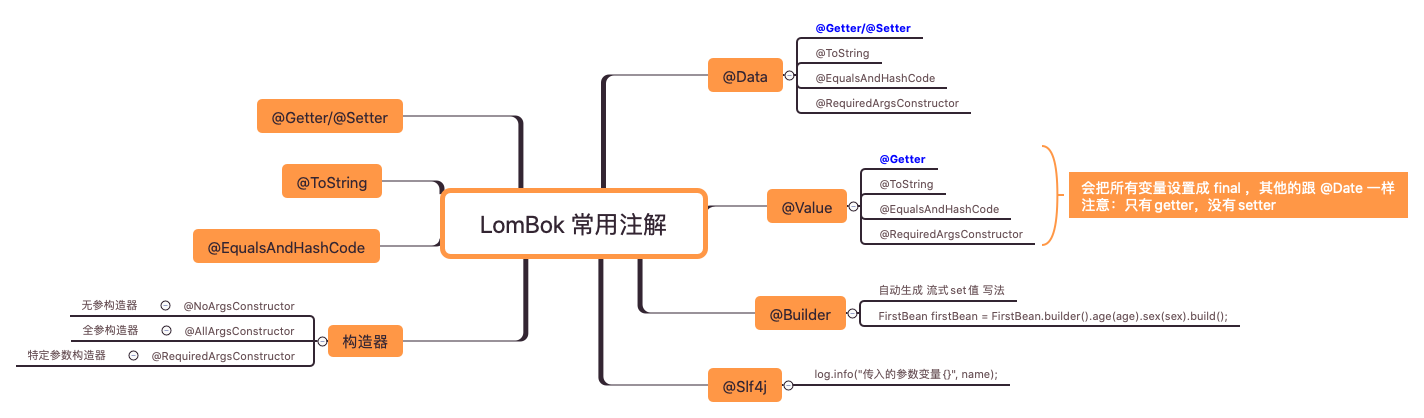 LomBok 常用注解
@Getter/@Setter
@ToString
@EqualsAndHashCode
构造器
@NoArgsConstructor
无参构造器
@AllArgsConstructor
全参构造器
@RequiredArgsConstructor
特定参数构造器
@Data
@Getter/@Setter
@ToString
@EqualsAndHashCode
@RequiredArgsConstructor
@Value
@Getter
@ToString
@EqualsAndHashCode
@RequiredArgsConstructor
会把所有变量设置成 final ，其他的跟 @Date 一样
注意：只有 getter，没有 setter
@Builder
自动生成 流式 set 值 写法
FirstBean firstBean = FirstBean.builder().age(age).sex(sex).build();
@Slf4j
log.info("传入的参数变量{}", name);